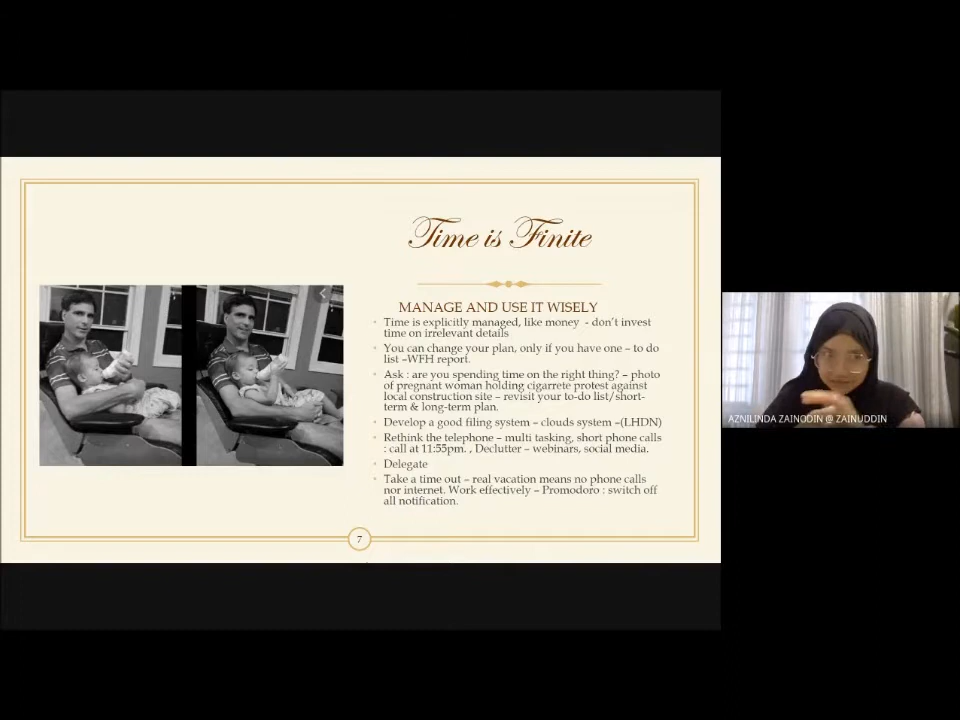 Time is Finite
MANAGE AND USE IT WISELY
• Time is explicitly managed, like money  - don't invest
time on irrelevant details
• You can change your plan, only if you have one – to do
list –WFH report.
• Ask : are you spending time on the right thing? – photo
of pregnant woman holding cigarrete protest against
local construction site – revisit your to-do list/short-
term & long-term plan.
• Develop a good filing system – clouds system –(LHDN)
• Rethink the telephone – multi tasking, short phone calls
: call at 11:55pm. , Declutter – webinars, social media.
• Delegate
• Take a time out – real vacation means no phone calls
nor internet. Work effectively – Promodoro : switch off
all notification.
7
AZNILINDA ZAINODIN @ ZAINUDDIN